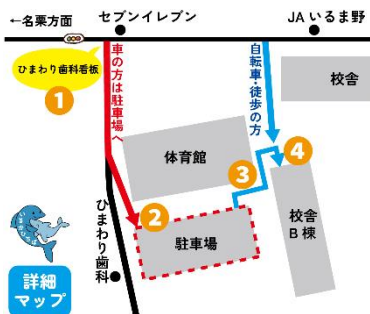 ←名栗方面
セブンイレブン
JAいるま野
ひまわり歯科看板
1
車の方は駐車場へ
自転車・徒歩の方
校舎
体育館
4
3
2
駐車場
校舎
B棟
ひまわり歯科
詳細
マップ